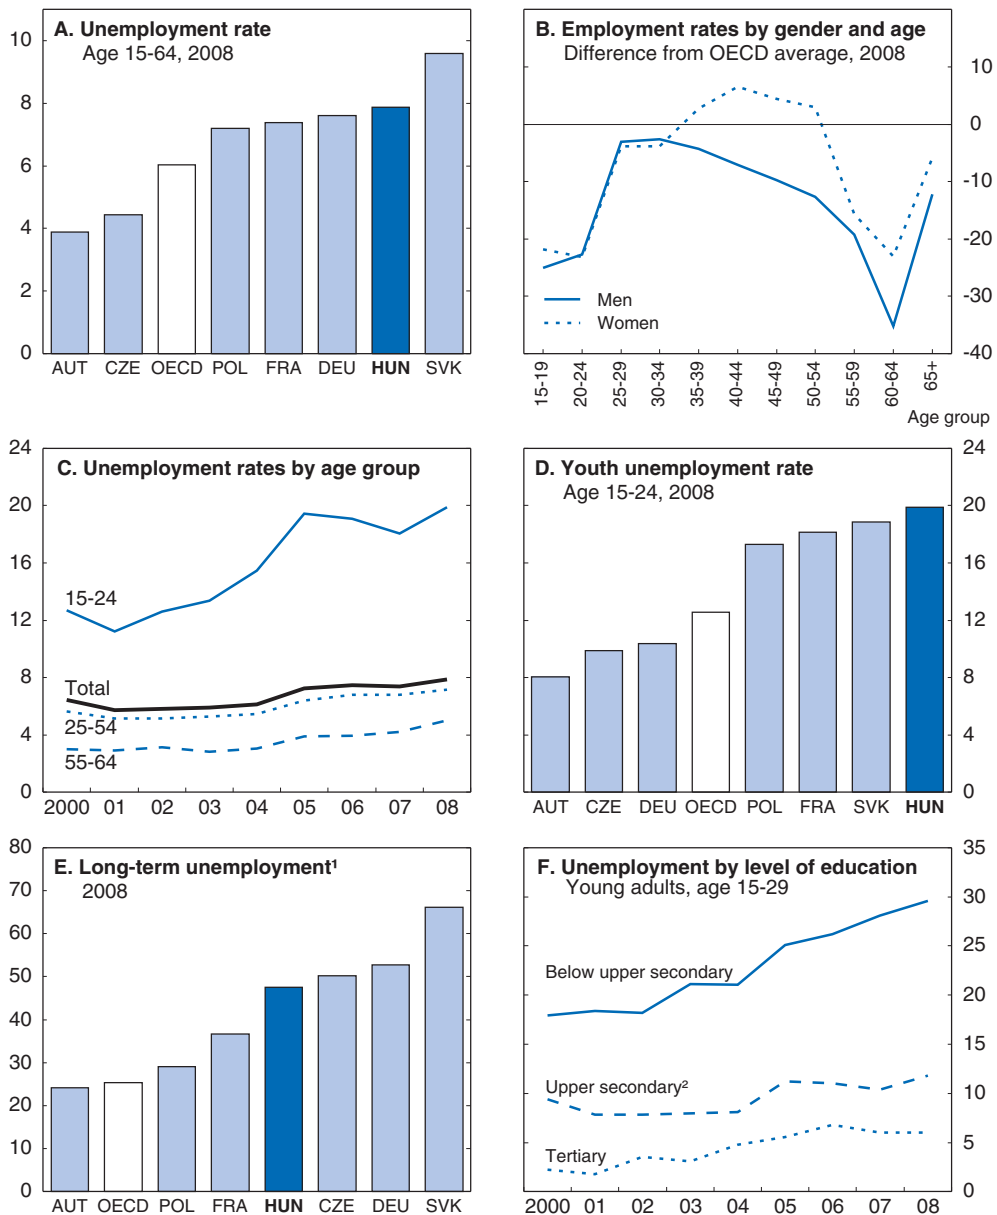 A. Unemployment rate
Age 15-64, 2008
10
8
6
4
2
0
AUT CZE OECD POL FRA DEU HUN SVK
B. Employment rates by gender and age
Difference from OECD average, 2008
10
0
-10
-20
-30
-40
Men
Women
15-19 20-24 25-29 30-34 35-39 40-44 45-49 50-54 55-59 60-64 65+
Age group
C. Unemployment rates by age group
24
20
16
12
8
4
0
15-24
Total
25-54
55-64
2000 01 02 03 04 05 06 07 08
D. Youth unemployment rate
Age 15-24, 2008
24
20
16
12
8
4
0
AUT CZE DEU OECD POL FRA SVK HUN
E. Long-term unemployment¹
2008
80
70
60
50
40
30
20
10
0
AUT OECD POL FRA HUN CZE DEU SVK
F. Unemployment by level of education
Young adults, age 15-29
35
30
25
20
15
10
5
0
Below upper secondary
Upper secondary²
Tertiary
2000 01 02 03 04 05 06 07 08